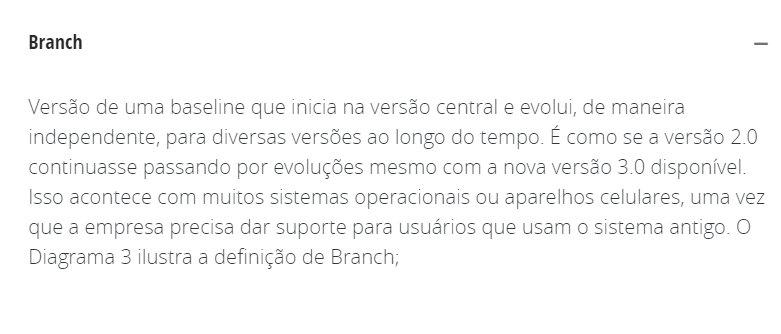 Branch
Versão de uma baseline que inicia na versão central e evolui, de maneira
independente, para diversas versões ao longo do tempo. É como se a versão 2.0
continuasse passando por evoluções mesmo com a nova versão 3.0 disponível.
Isso acontece com muitos sistemas operacionais ou aparelhos celulares, uma vez
que a empresa precisa dar suporte para usuários que usam o sistema antigo. O
Diagrama 3 ilustra a definição de Branch;